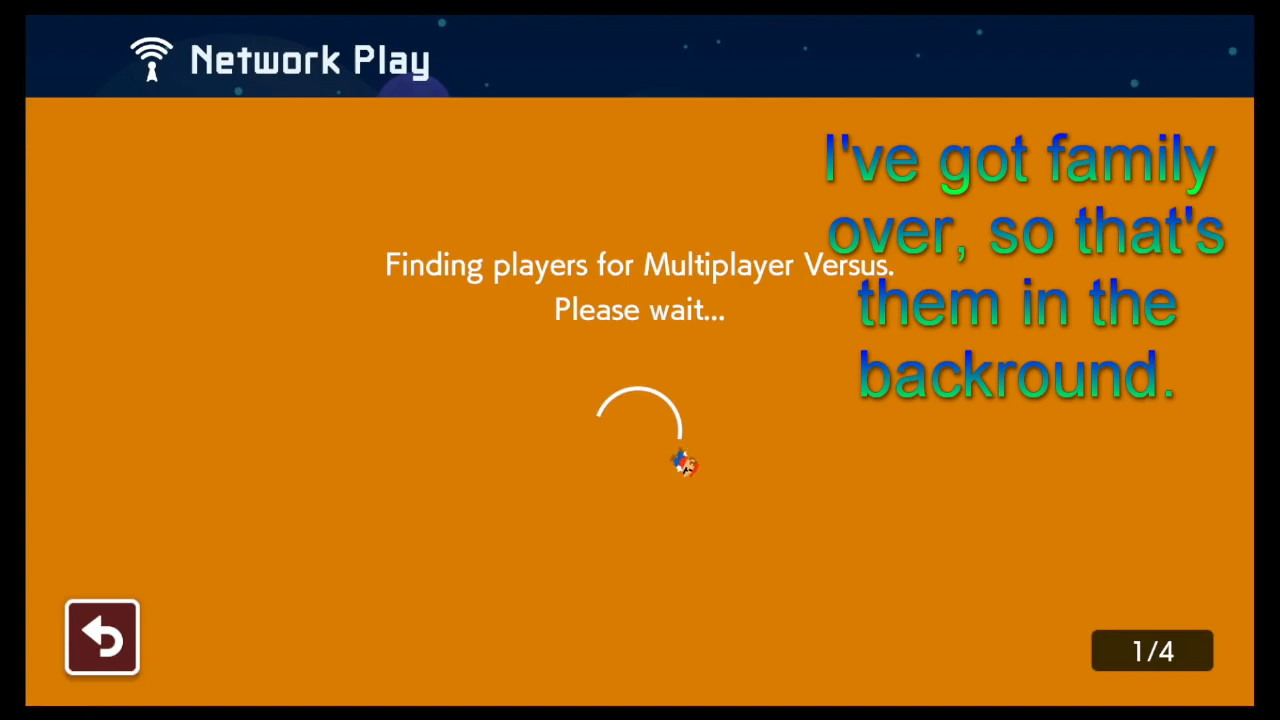 Network Play
I've got family
over, so that's
them in the
backround.
Finding players for Multiplayer Versus.
Please wait...
1/4